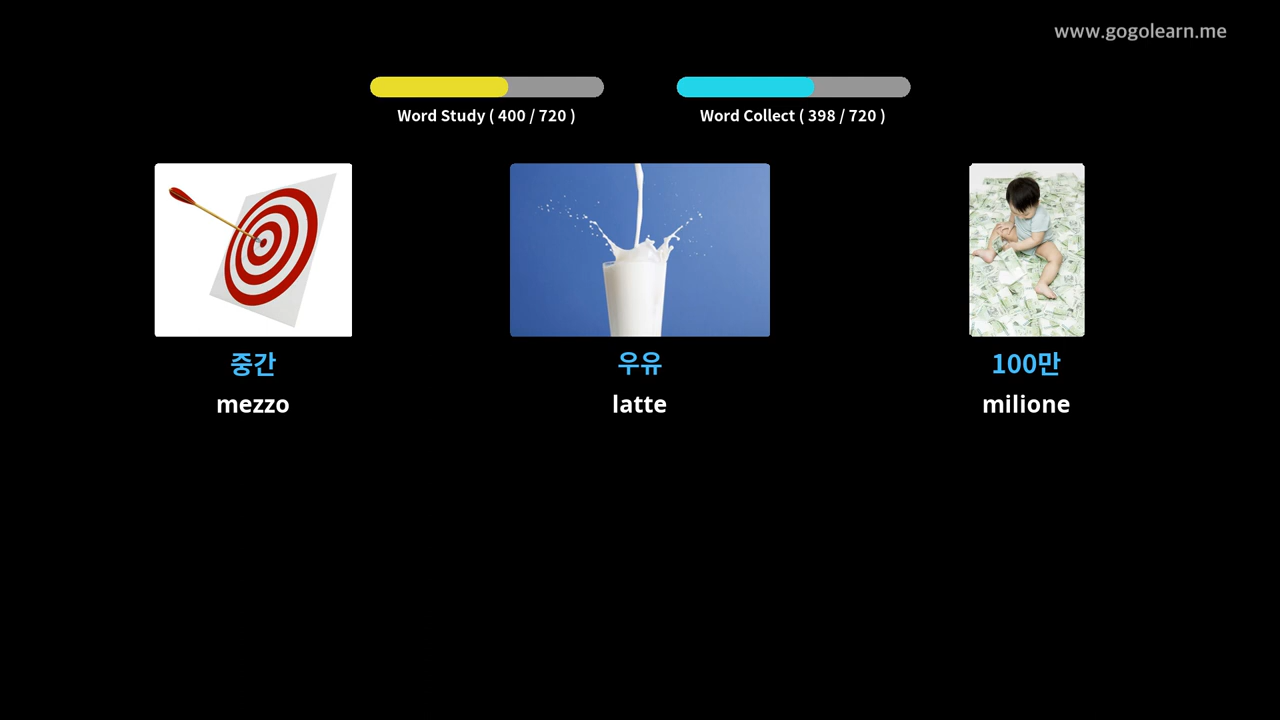 www.gogolearn.me
Word Study ( 400 / 720 )
Word Collect ( 398 / 720 )
중간
mezzo
우유
latte
100만
milione